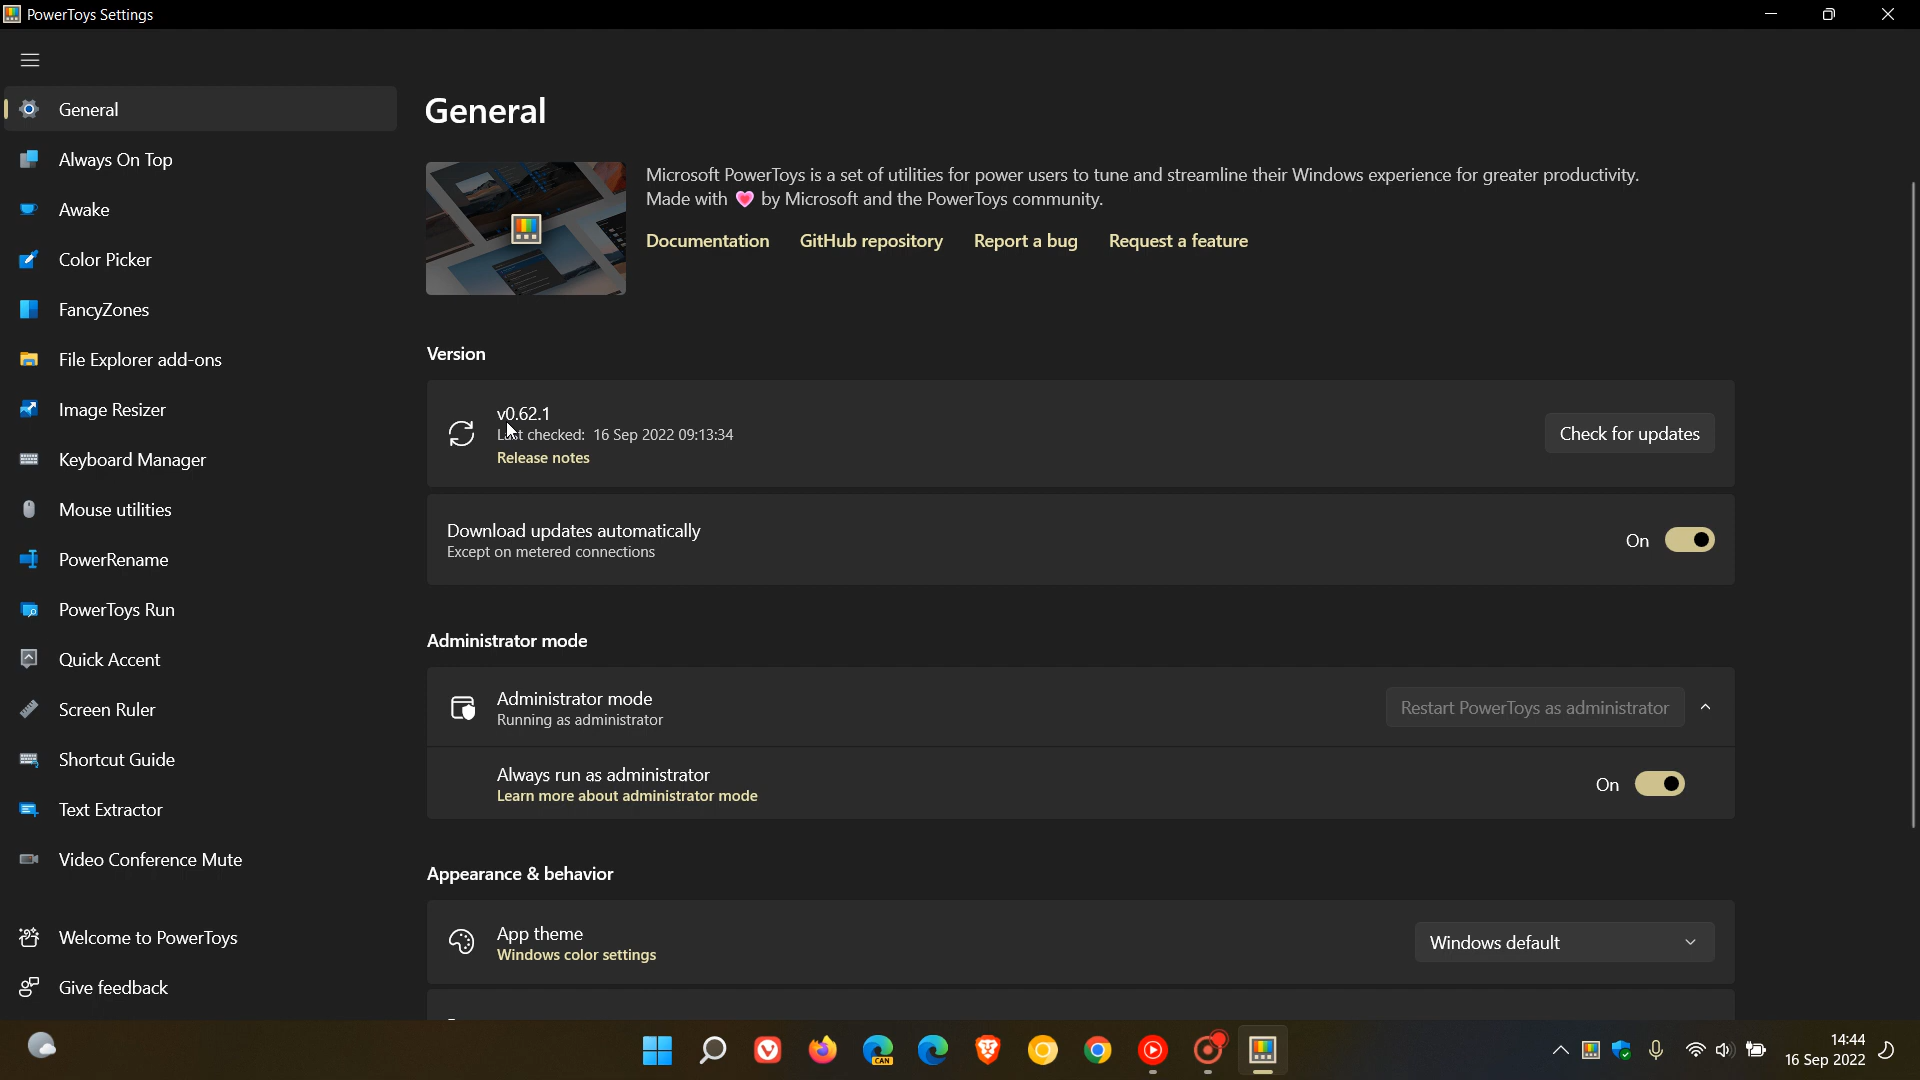 PowerToys Settings
General
Always On Top
Awake
Color Picker
FancyZones
File Explorer add-ons
Image Resizer
Keyboard Manager
Mouse utilities
PowerRename
PowerToys Run
Quick Accent
Screen Ruler
Shortcut Guide
Text Extractor
Video Conference Mute
Welcome to PowerToys
Give feedback
General
Microsoft PowerToys is a set of utilities for power users to tune and streamline their Windows experience for greater productivity.
Made with 💗 by Microsoft and the PowerToys community.
Documentation GitHub repository Report a bug Request a feature
Version
v0.62.1
Last checked: 16 Sep 2022 09:13:34
Release notes
Check for updates
Download updates automatically
Except on metered connections
On
Administrator mode
Administrator mode
Running as administrator
Restart PowerToys as administrator
Always run as administrator
Learn more about administrator mode
On
Appearance & behavior
App theme
Windows color settings
Windows default
CAN
14:44
16 Sep 2022